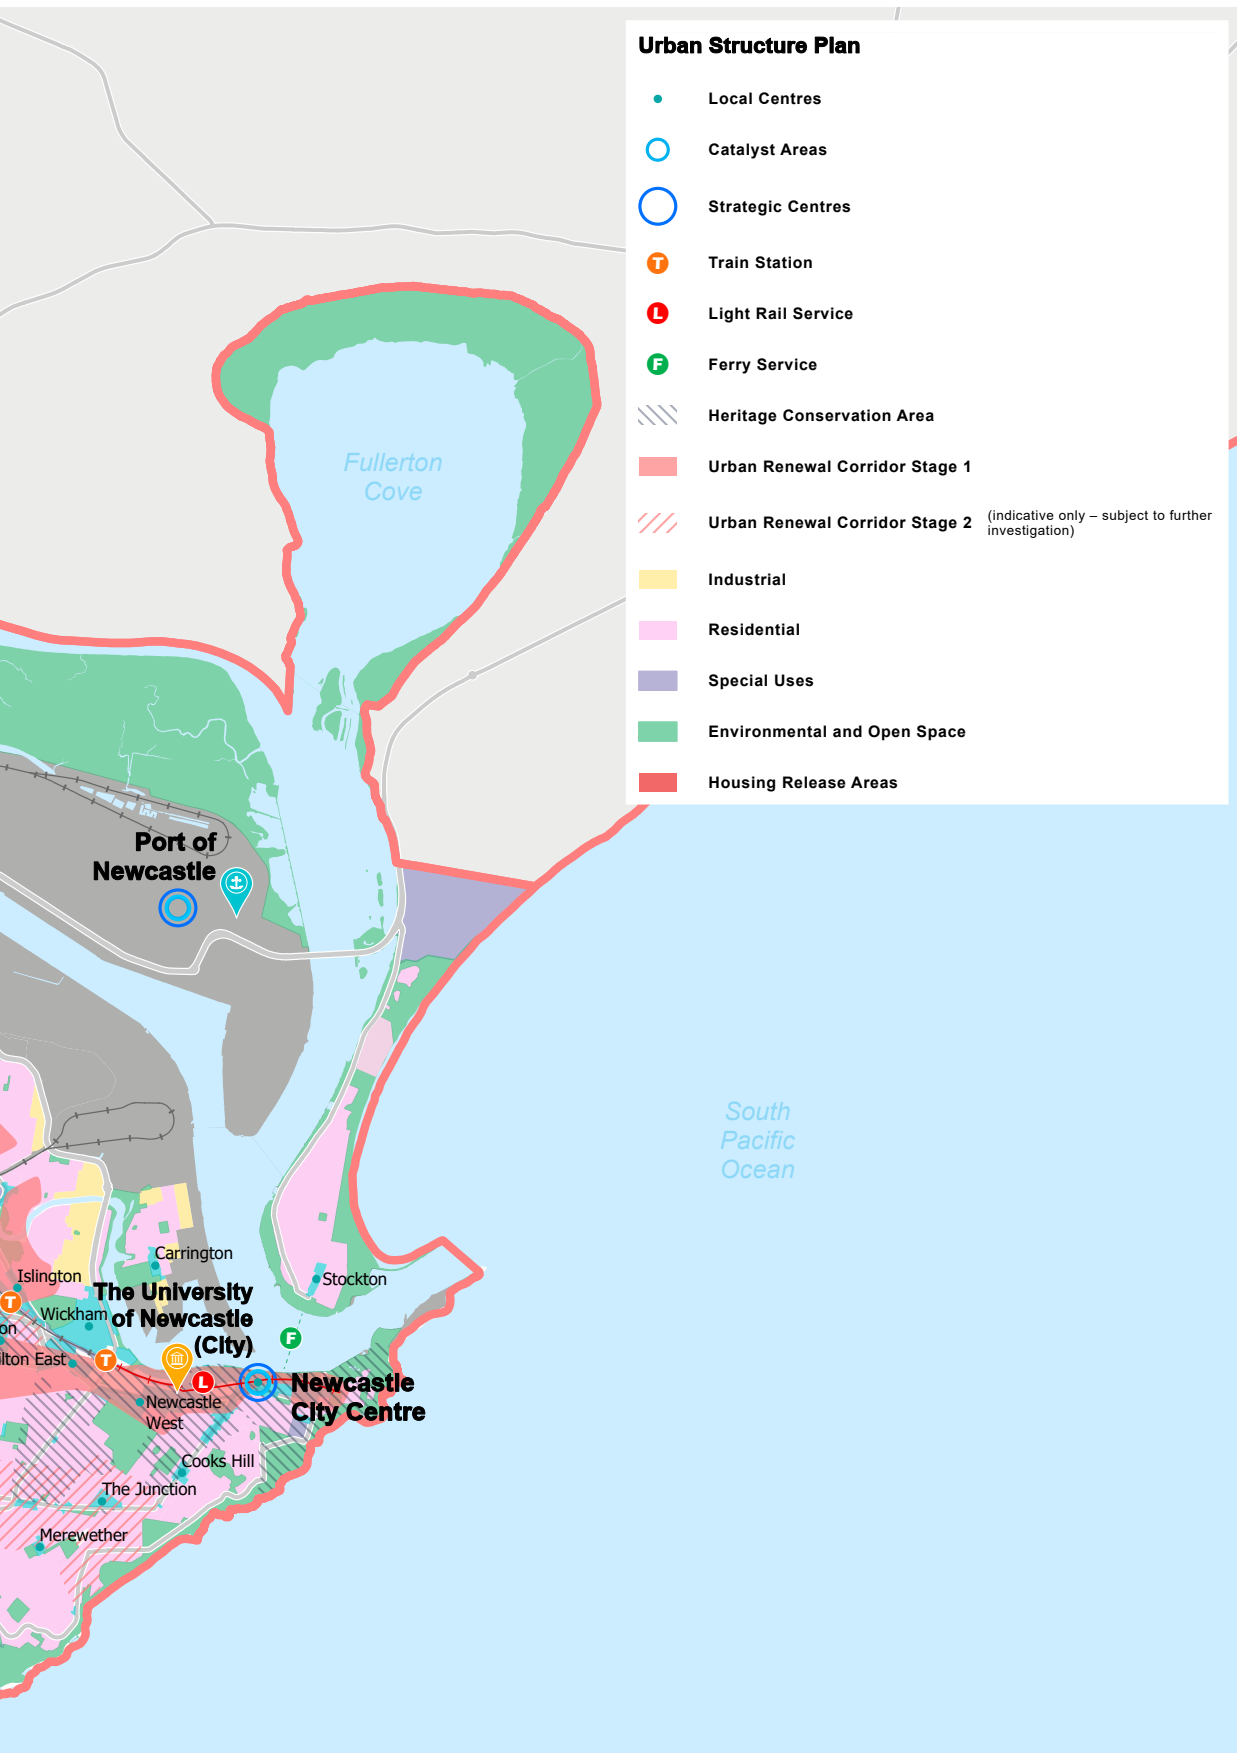 Urban Structure Plan
Local Centres
Catalyst Areas
Strategic Centres
T
Train Station
L
Light Rail Service
F
Ferry Service
Heritage Conservation Area
Urban Renewal Corridor Stage 1
Urban Renewal Corridor Stage 2
(indicative only – subject to further
investigation)
Industrial
Residential
Special Uses
Environmental and Open Space
Housing Release Areas
Fullerton
Cove
Port of
Newcastle
South
Pacific
Ocean
Carrington
Islington
Stockton
The University
of Newcastle
(City)
Wickham
T
on
F
ilton East
T
L
Newcastle
City Centre
Newcastle
West
Cooks Hill
The Junction
Merewether